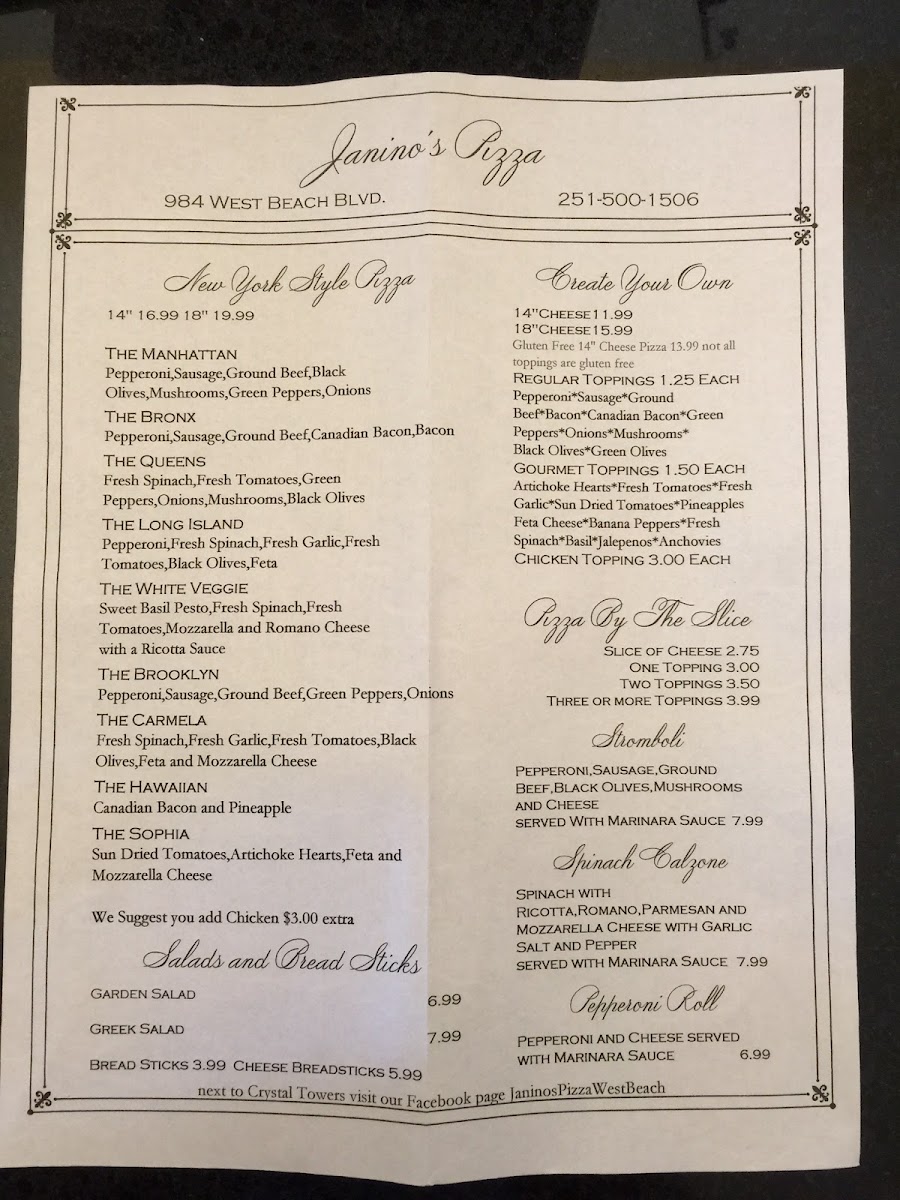 Janino's Pizza
984 West Beach Blvd.
251-500-1506
New York Style Pizza
14" 16.99 18" 19.99
The Manhattan
Pepperoni,Sausage,Ground Beef,Black
Olives,Mushrooms,Green Peppers,Onions
The Bronx
Pepperoni,Sausage,Ground Beef,Canadian Bacon,Bacon
The Queens
Fresh Spinach,Fresh Tomatoes,Green
Peppers,Onions,Mushrooms,Black Olives
The Long Island
Pepperoni,Fresh Spinach,Fresh Garlic,Fresh
Tomatoes,Black Olives,Feta
The White Veggie
Sweet Basil Pesto,Fresh Spinach,Fresh
Tomatoes,Mozzarella and Romano Cheese
with a Ricotta Sauce
The Brooklyn
Pepperoni,Sausage,Ground Beef,Green Peppers,Onions
The Carmela
Fresh Spinach,Fresh Garlic,Fresh Tomatoes,Black
Olives,Feta and Mozzarella Cheese
The Hawaiian
Canadian Bacon and Pineapple
The Sophia
Sun Dried Tomatoes,Artichoke Hearts,Feta and
Mozzarella Cheese
We Suggest you add Chicken $3.00 extra
Salads and Bread Sticks
Garden Salad 6.99
Greek Salad 7.99
Bread Sticks 3.99 Cheese Breadsticks 5.99
Create Your Own
14"Cheese 11.99
18"Cheese 15.99
Gluten Free 14" Cheese Pizza 13.99 not all
toppings are gluten free
Regular Toppings 1.25 Each
Pepperoni*Sausage*Ground
Beef*Bacon*Canadian Bacon*Green
Peppers*Onions*Mushrooms*
Black Olives*Green Olives
Gourmet Toppings 1.50 Each
Artichoke Hearts*Fresh Tomatoes*Fresh
Garlic*Sun Dried Tomatoes*Pineapples
Feta Cheese*Banana Peppers*Fresh
Spinach*Basil*Jalepenos*Anchovies
Chicken Topping 3.00 Each
Pizza By The Slice
Slice of Cheese 2.75
One Topping 3.00
Two Toppings 3.50
Three or more Toppings 3.99
Stromboli
Pepperoni,Sausage,Ground
Beef,Black Olives,Mushrooms
and Cheese
served With Marinara Sauce 7.99
Spinach Calzone
Spinach with
Ricotta,Romano,Parmesan and
Mozzarella Cheese with Garlic
Salt and Pepper
served with Marinara Sauce 7.99
Pepperoni Roll
Pepperoni and Cheese served
with Marinara Sauce 6.99
next to Crystal Towers visit our Facebook page JaninosPizzaWestBeach